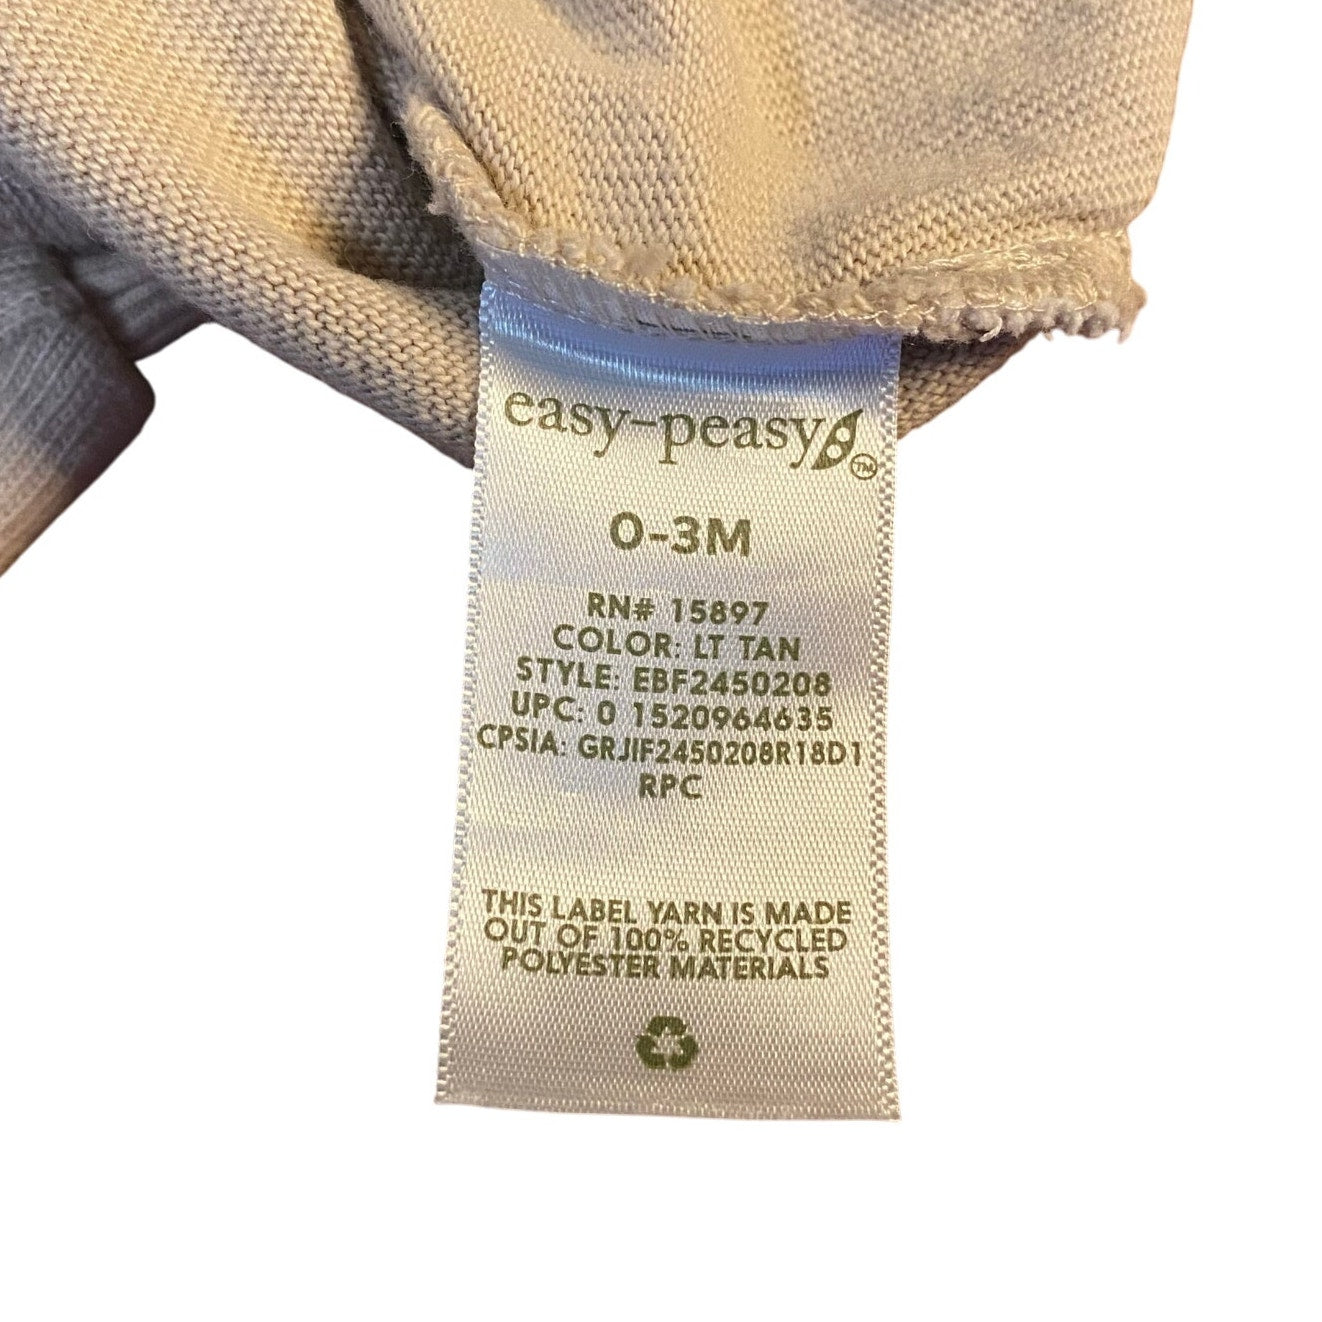 easy-peasy™
0-3M
RN# 15897
COLOR: LT TAN
STYLE: EBF2450208
UPC: 0 1520964635
CPSIA: GRJIF2450208R18D1
RPC
THIS LABEL YARN IS MADE
OUT OF 100% RECYCLED
POLYESTER MATERIALS